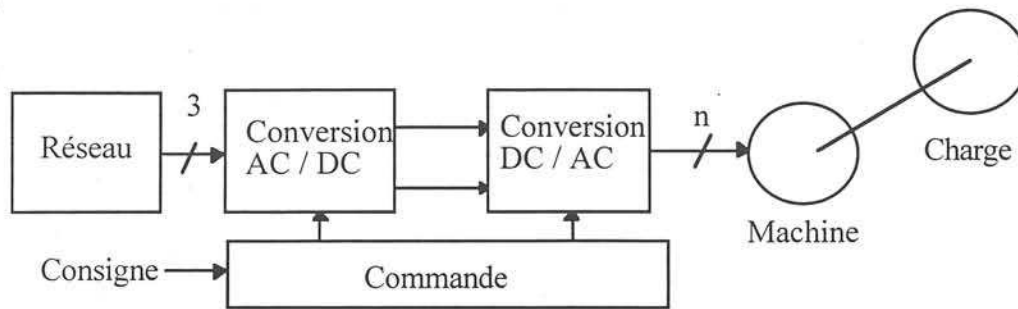 3
n
Réseau
Conversion
AC / DC
Conversion
DC / AC
Charge
Machine
Consigne
Commande